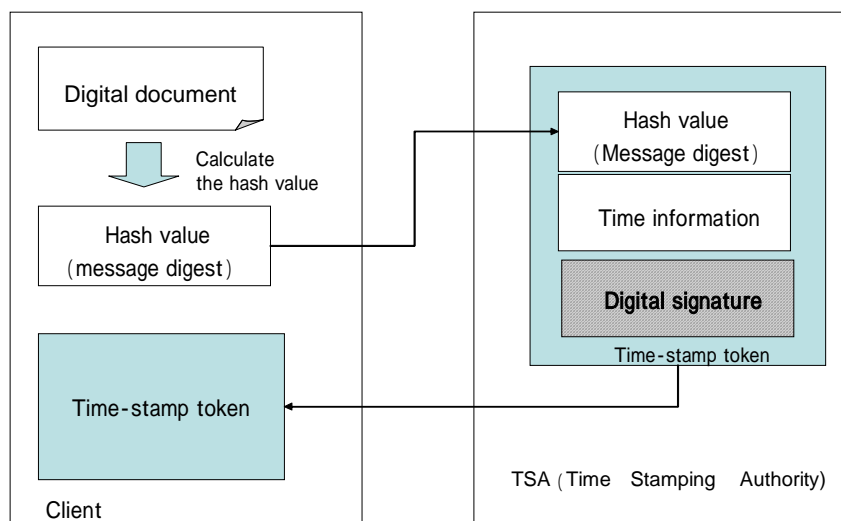 Digital document
Calculate
the hash value
Hash value
(message digest)
Time-stamp token
Client
Hash value
(Message digest)
Time information
Digital signature
Time-stamp token
TSA (Time Stamping Authority)